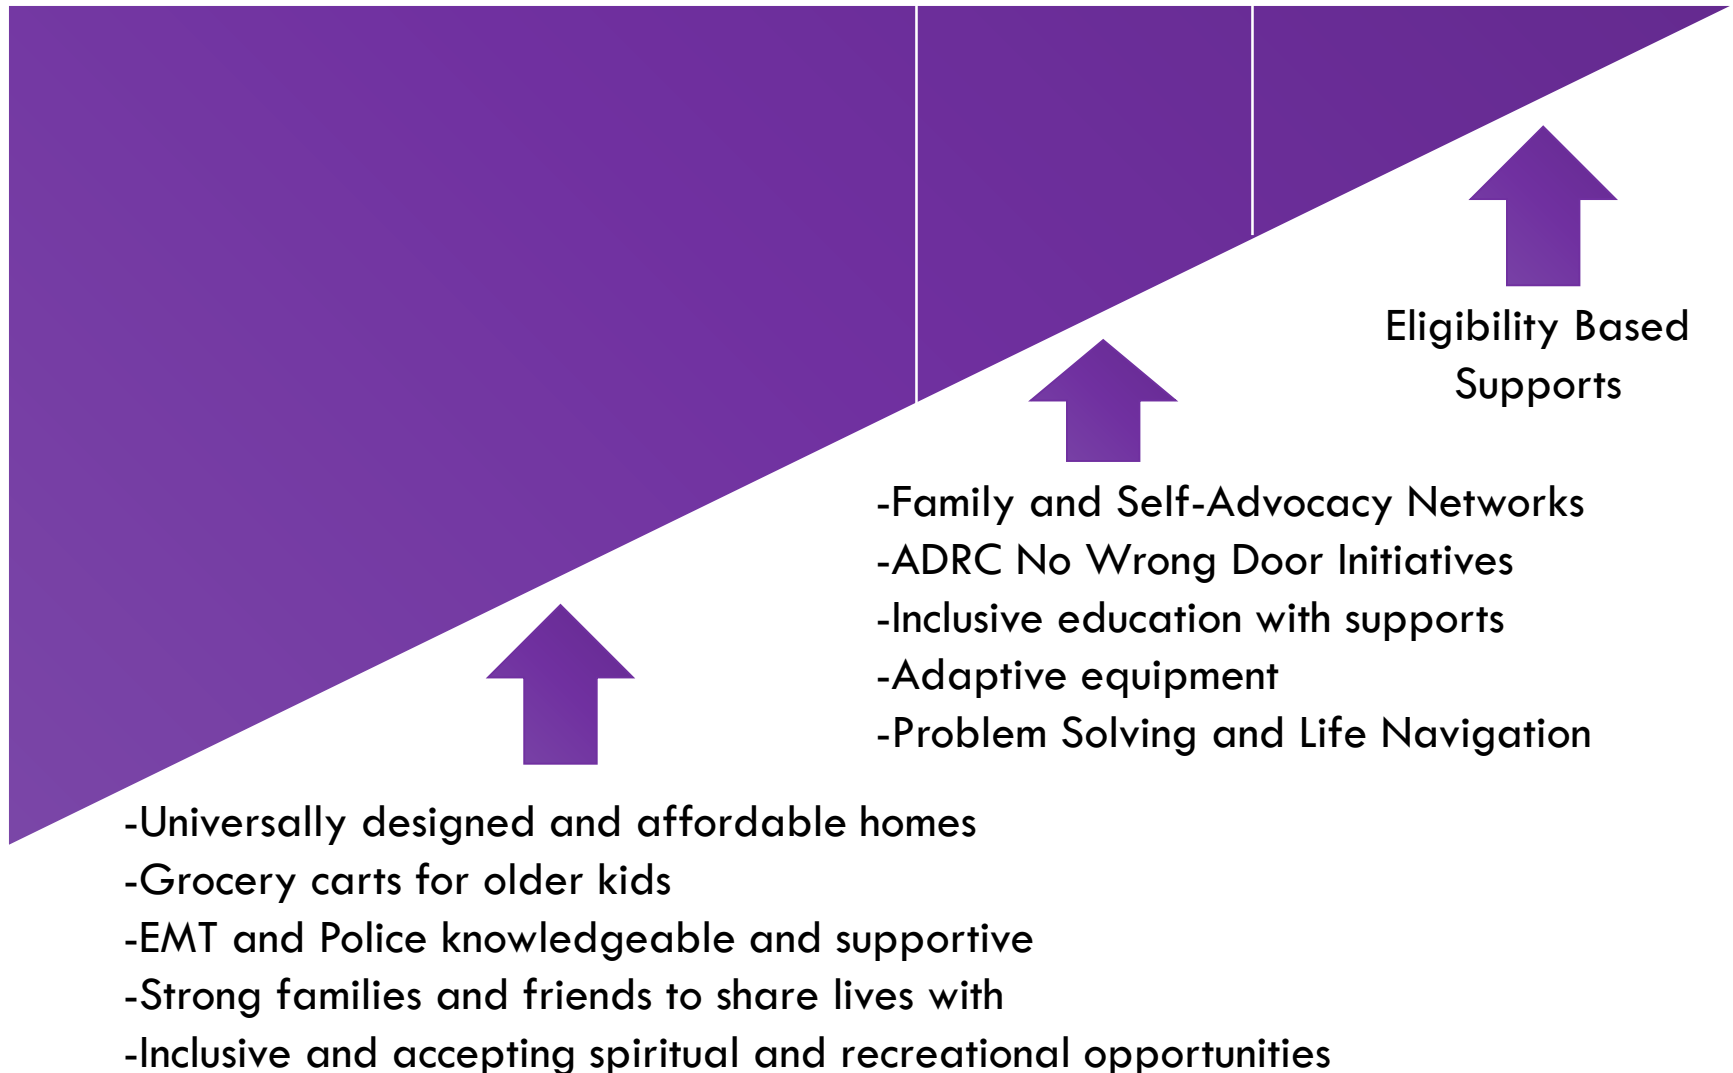 Eligibility Based
Supports
-Family and Self-Advocacy Networks
-ADRC No Wrong Door Initiatives
-Inclusive education with supports
-Adaptive equipment
-Problem Solving and Life Navigation
-Universally designed and affordable homes
-Grocery carts for older kids
-EMT and Police knowledgeable and supportive
-Strong families and friends to share lives with
-Inclusive and accepting spiritual and recreational opportunities